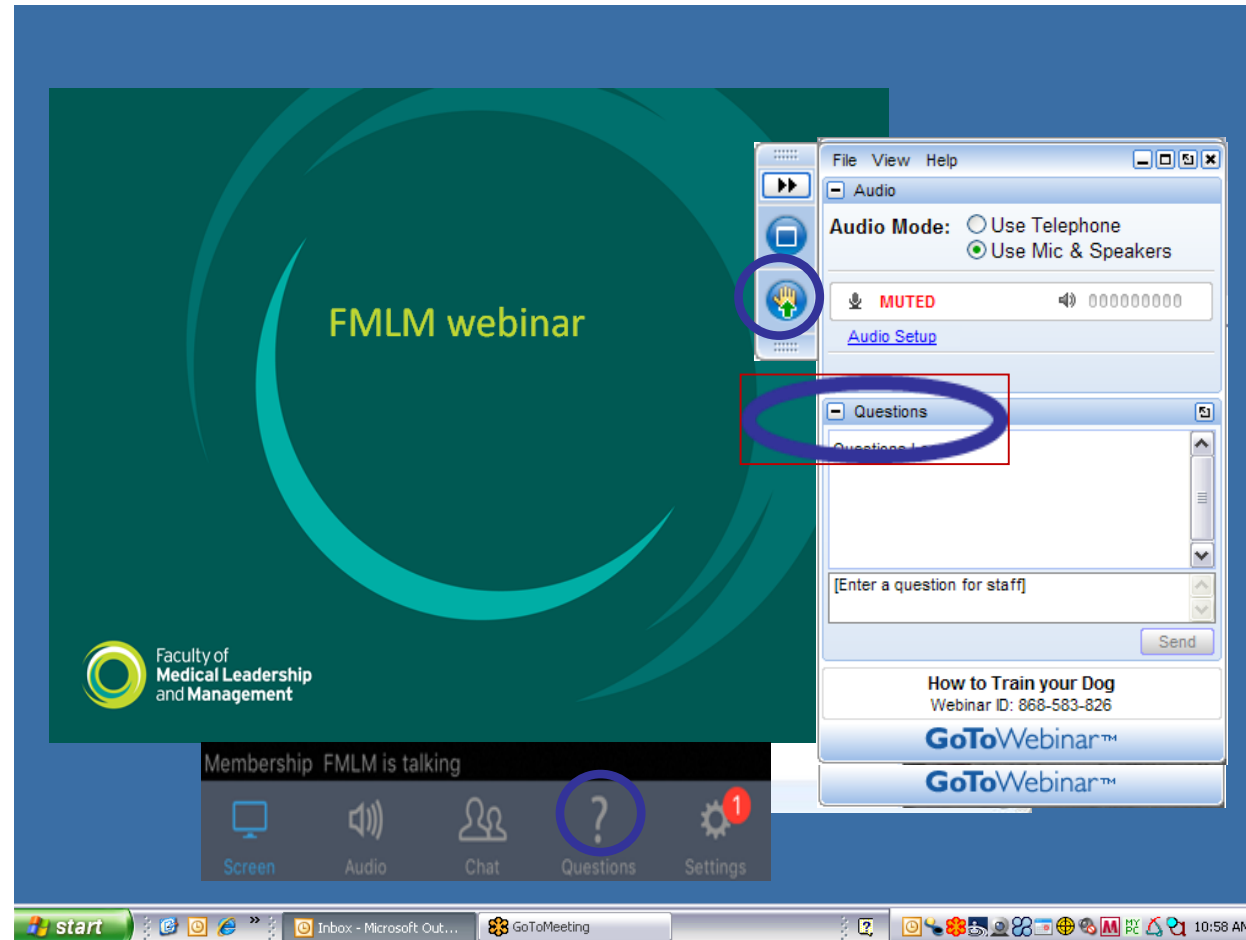 FMLM webinar
Faculty of
Medical Leadership
and Management
File View Help
Audio
Audio Mode: Use Telephone
Use Mic & Speakers
MUTED 000000000
Audio Setup
Questions
[Enter a question for staff]
Send
How to Train your Dog
Webinar ID: 868-583-826
GoToWebinar™
GoToWebinar™
Membership FMLM is talking
1
Screen Audio Chat Questions Settings
start Inbox - Microsoft Out... GoToMeeting 10:58 AM